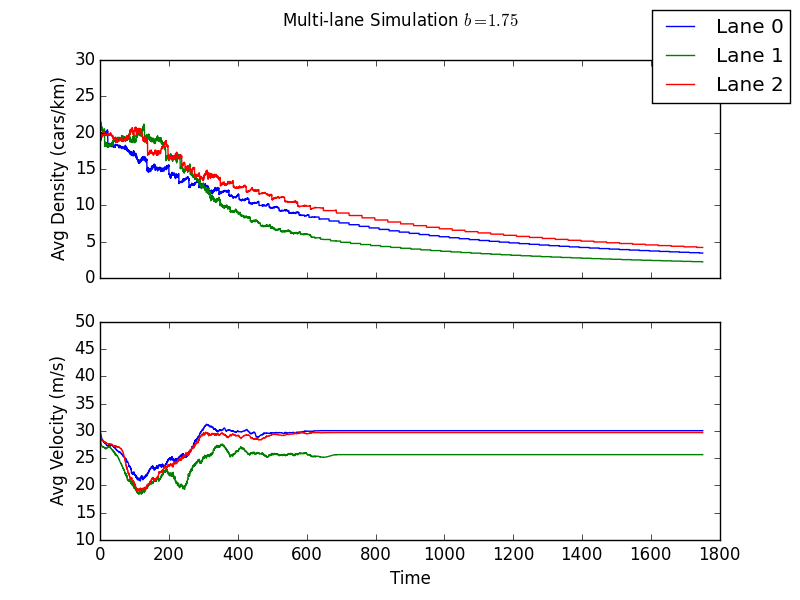 Multi-lane Simulation b=1.75
Lane 0
Lane 1
Lane 2
30
25
20
15
10
5
0
Avg Density (cars/km)
50
45
40
35
30
25
20
15
10
Avg Velocity (m/s)
0 200 400 600 800 1000 1200 1400 1600 1800
Time